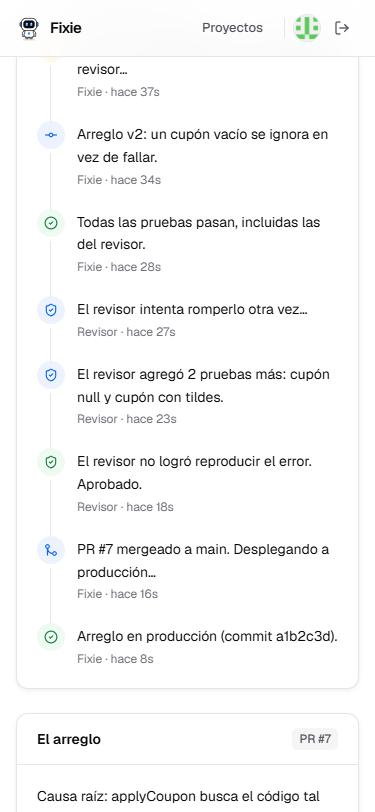 Fixie
Proyectos
revisor...
Fixie · hace 37s
Arreglo v2: un cupón vacío se ignora en
vez de fallar.
Fixie · hace 34s
Todas las pruebas pasan, incluidas las
del revisor.
Fixie · hace 28s
El revisor intenta romperlo otra vez...
Revisor · hace 27s
El revisor agregó 2 pruebas más: cupón
null y cupón con tildes.
Revisor · hace 23s
El revisor no logró reproducir el error.
Aprobado.
Revisor · hace 18s
PR #7 mergeado a main. Desplegando a
producción...
Fixie · hace 16s
Arreglo en producción (commit a1b2c3d).
Fixie · hace 8s
El arreglo
PR #7
Causa raíz: applyCoupon busca el código tal